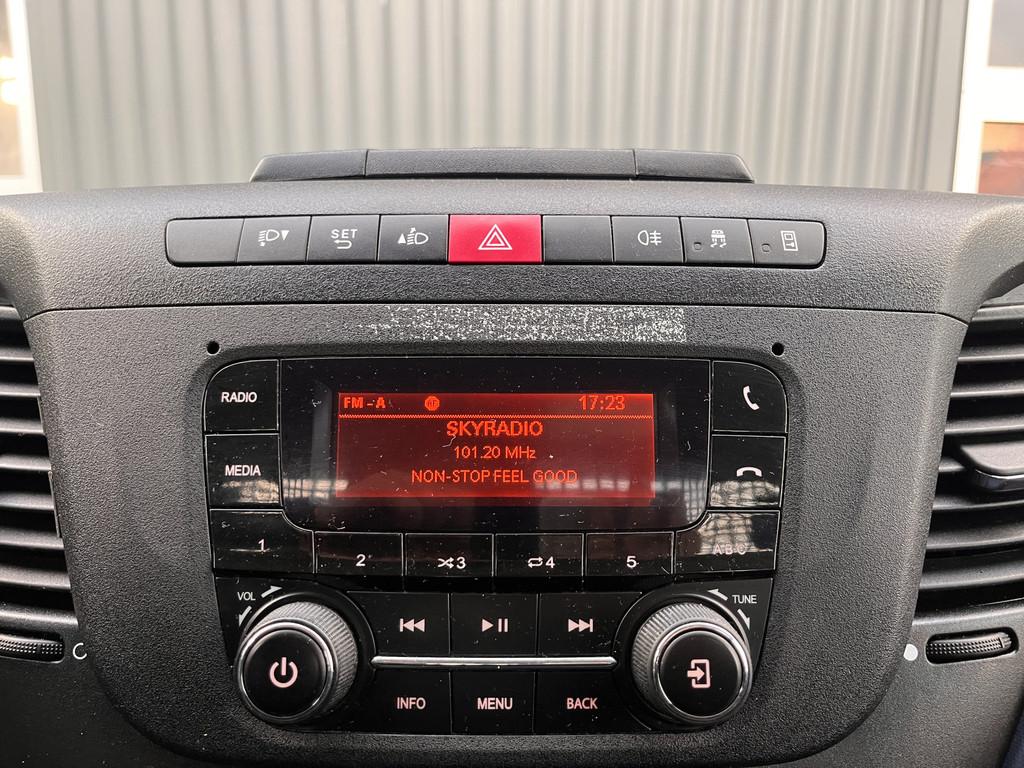 SET
RADIO
MEDIA
FM-A 17:23
SKYRADIO
101.20 MHz
NON-STOP FEEL GOOD
1 2 3 4 5 A-B-C
VOL
TUNE
INFO MENU BACK